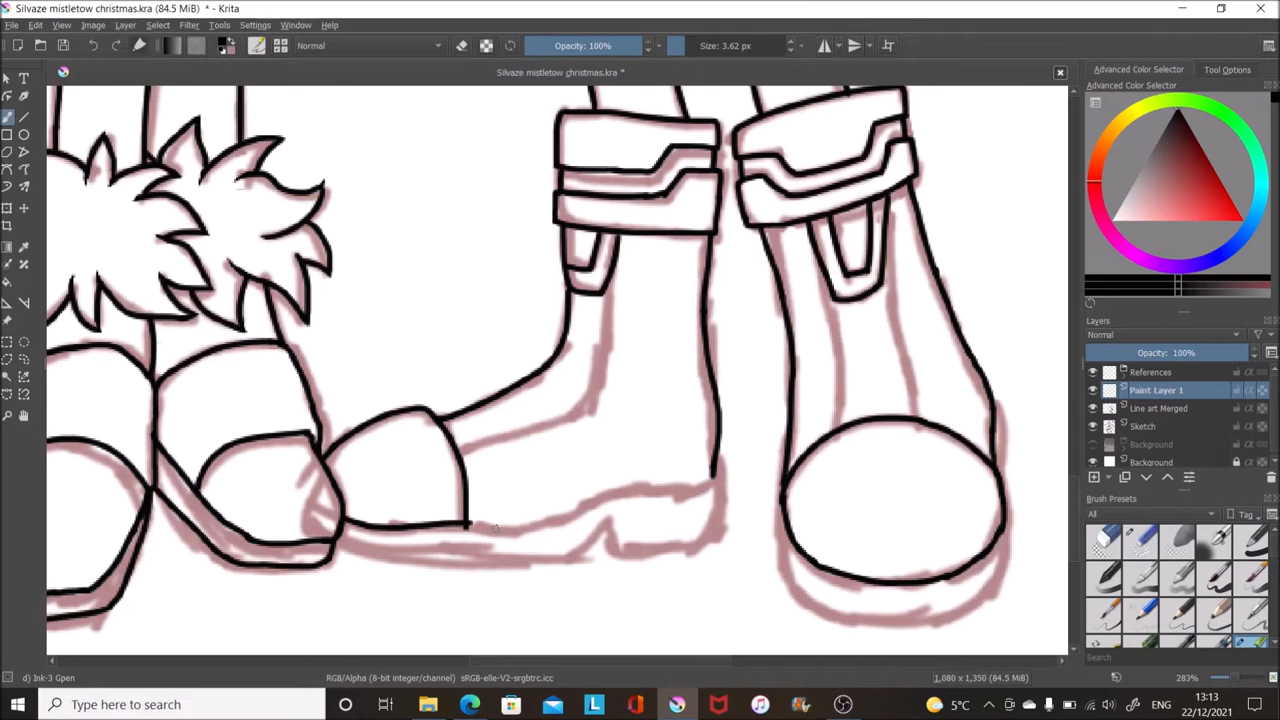 Silvaze mistletow christmas.kra (84.5 MiB) * - Krita
File Edit View Image Layer Select Filter Tools Settings Window Help
Normal Opacity: 100% Size: 3.62 px
Silvaze mistletow christmas.kra *
Advanced Color Selector Tool Options
Advanced Color Selector
Layers
Normal
Opacity: 100%
References
Paint Layer 1
Line art Merged
Sketch
Background
Background
Brush Presets
All Tag
Search
d) Ink-3 Gpen RGB/Alpha (8-bit integer/channel) sRGB-elle-V2-srgbtrc.icc 1,080 x 1,350 (84.5 MiB) 283%
Type here to search 5°C ENG 13:13
22/12/2021